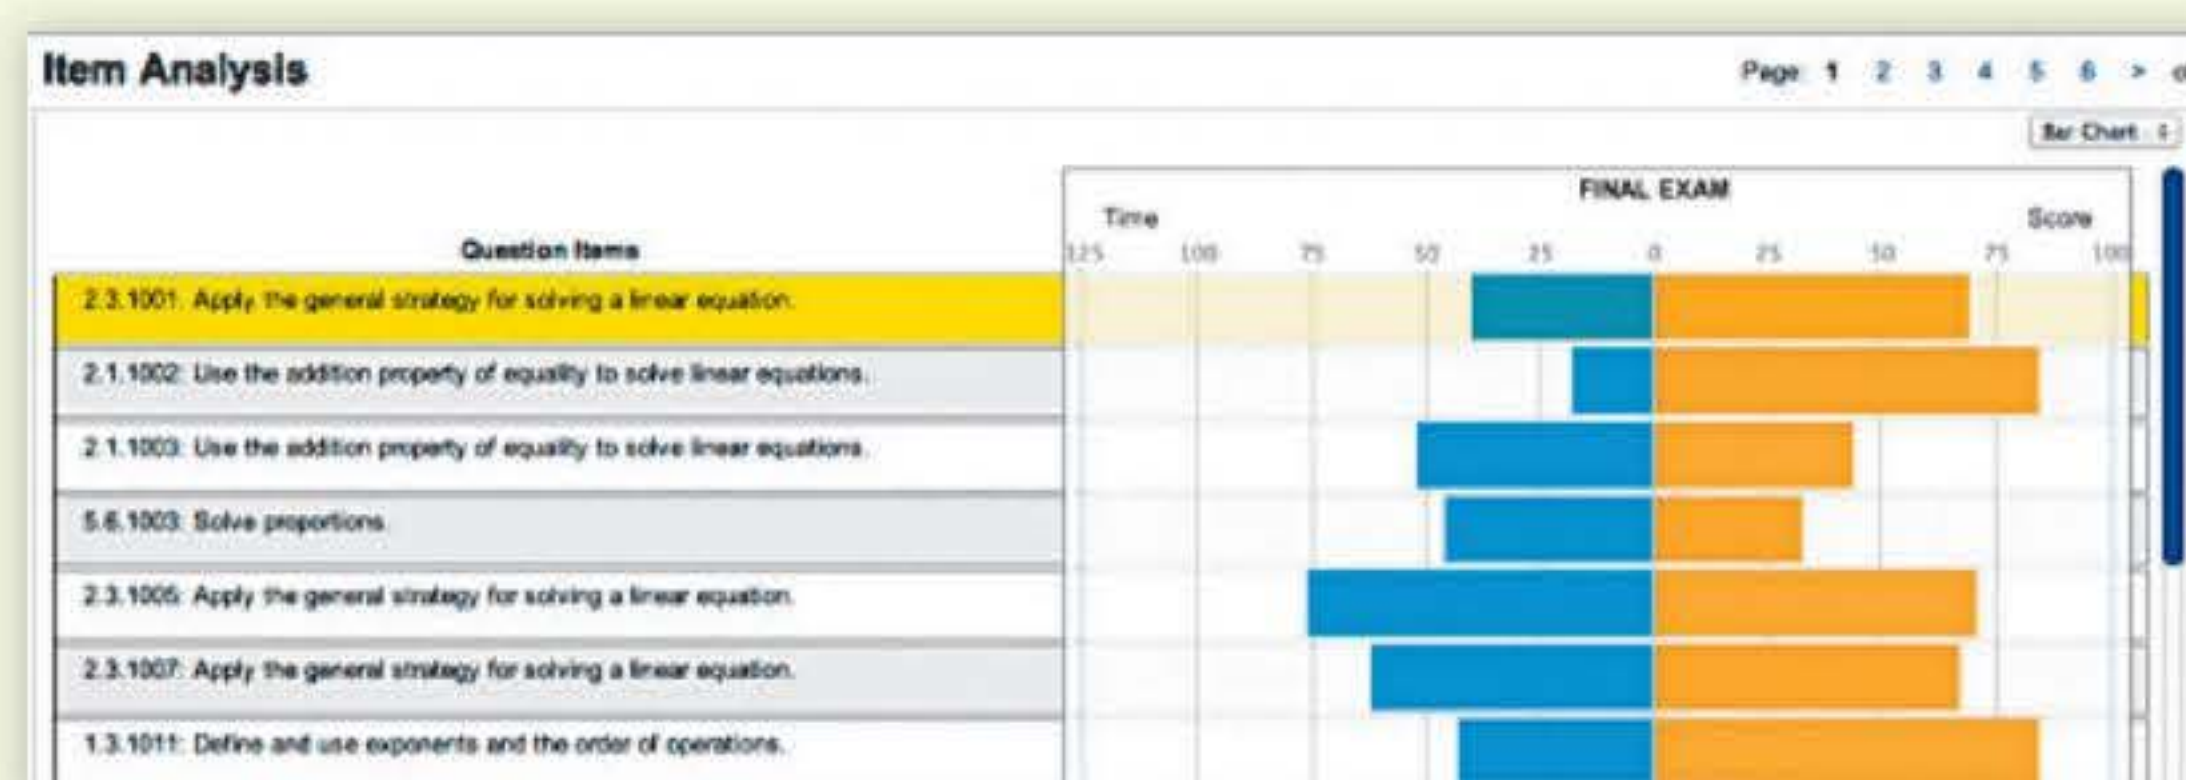 Item Analysis
Page: 1 2 3 4 5 6 >
Bar Chart
FINAL EXAM
Time Score
Question Items
125 100 75 50 25 0 25 50 75 100
2.3.1001: Apply the general strategy for solving a linear equation.
2.1.1002: Use the addition property of equality to solve linear equations.
2.1.1003: Use the addition property of equality to solve linear equations.
5.6.1003: Solve proportions.
2.3.1006: Apply the general strategy for solving a linear equation.
2.3.1007: Apply the general strategy for solving a linear equation.
1.3.1011: Define and use exponents and the order of operations.